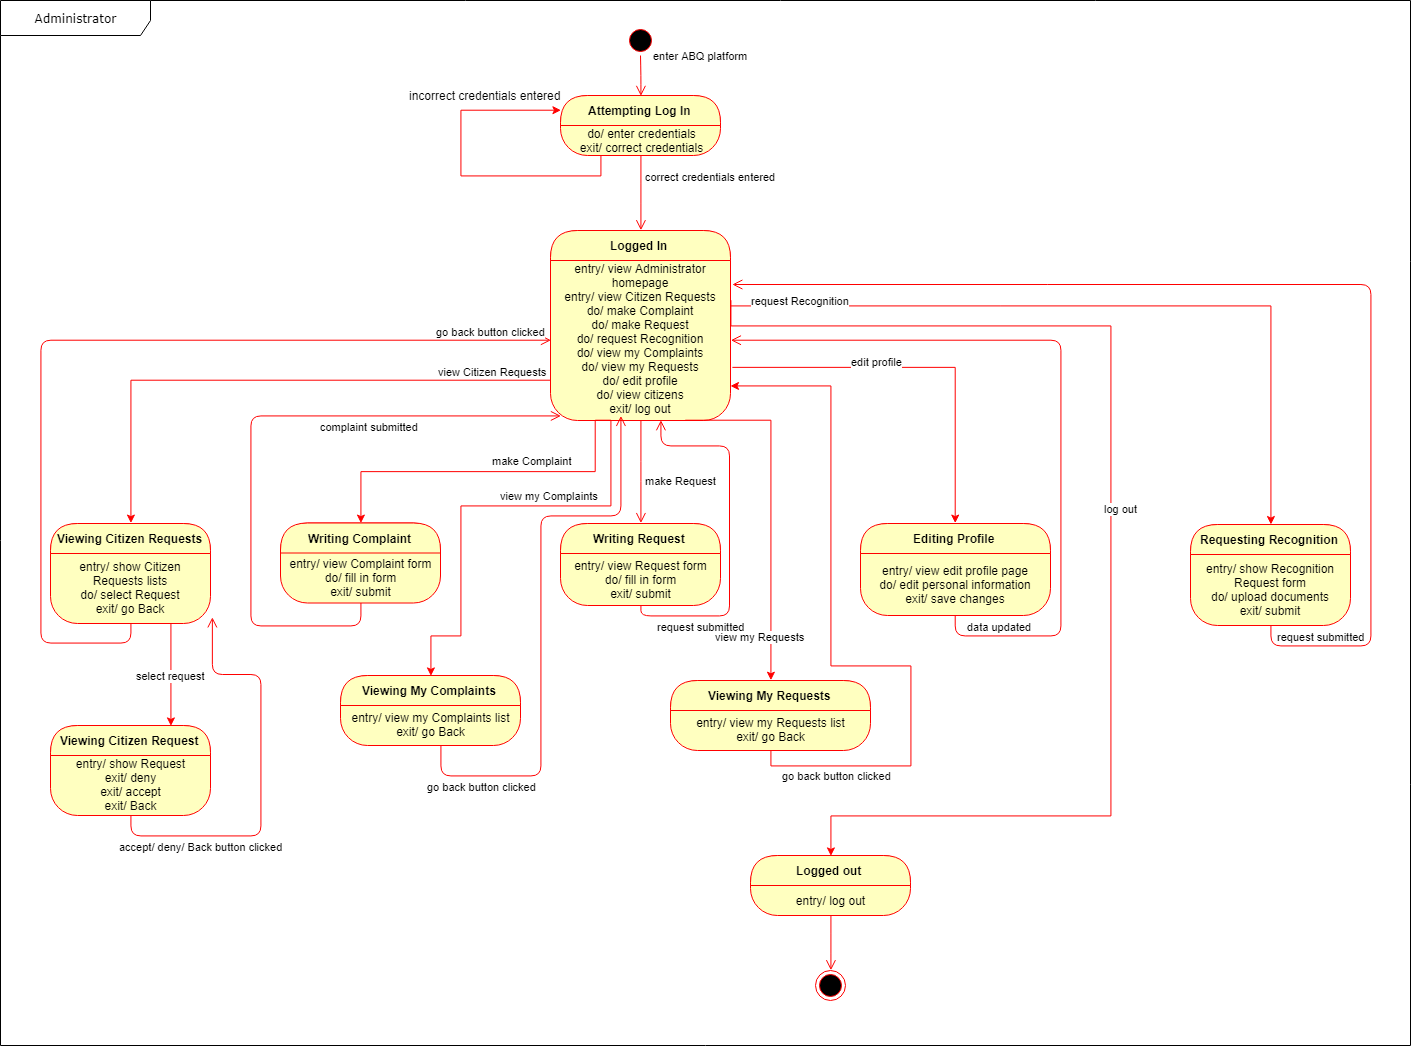 Administrator
enter ABQ platform
incorrect credentials entered
Attempting Log In
do/ enter credentials
exit/ correct credentials
correct credentials entered
Logged In
entry/ view Administrator
homepage
entry/ view Citizen Requests
do/ make Complaint
do/ make Request
do/ request Recognition
do/ view my Complaints
do/ view my Requests
do/ edit profile
do/ view citizens
exit/ log out
request Recognition
go back button clicked
edit profile
view Citizen Requests
complaint submitted
make Complaint
make Request
view my Complaints
log out
Viewing Citizen Requests
entry/ show Citizen
Requests lists
do/ select Request
exit/ go Back
Writing Complaint
entry/ view Complaint form
do/ fill in form
exit/ submit
Writing Request
entry/ view Request form
do/ fill in form
exit/ submit
Editing Profile
entry/ view edit profile page
do/ edit personal information
exit/ save changes
Requesting Recognition
entry/ show Recognition
Request form
do/ upload documents
exit/ submit
request submitted
data updated
request submitted
view my Requests
select request
Viewing My Complaints
entry/ view my Complaints list
exit/ go Back
Viewing My Requests
entry/ view my Requests list
exit/ go Back
Viewing Citizen Request
entry/ show Request
exit/ deny
exit/ accept
exit/ Back
go back button clicked
go back button clicked
accept/ deny/ Back button clicked
Logged out
entry/ log out